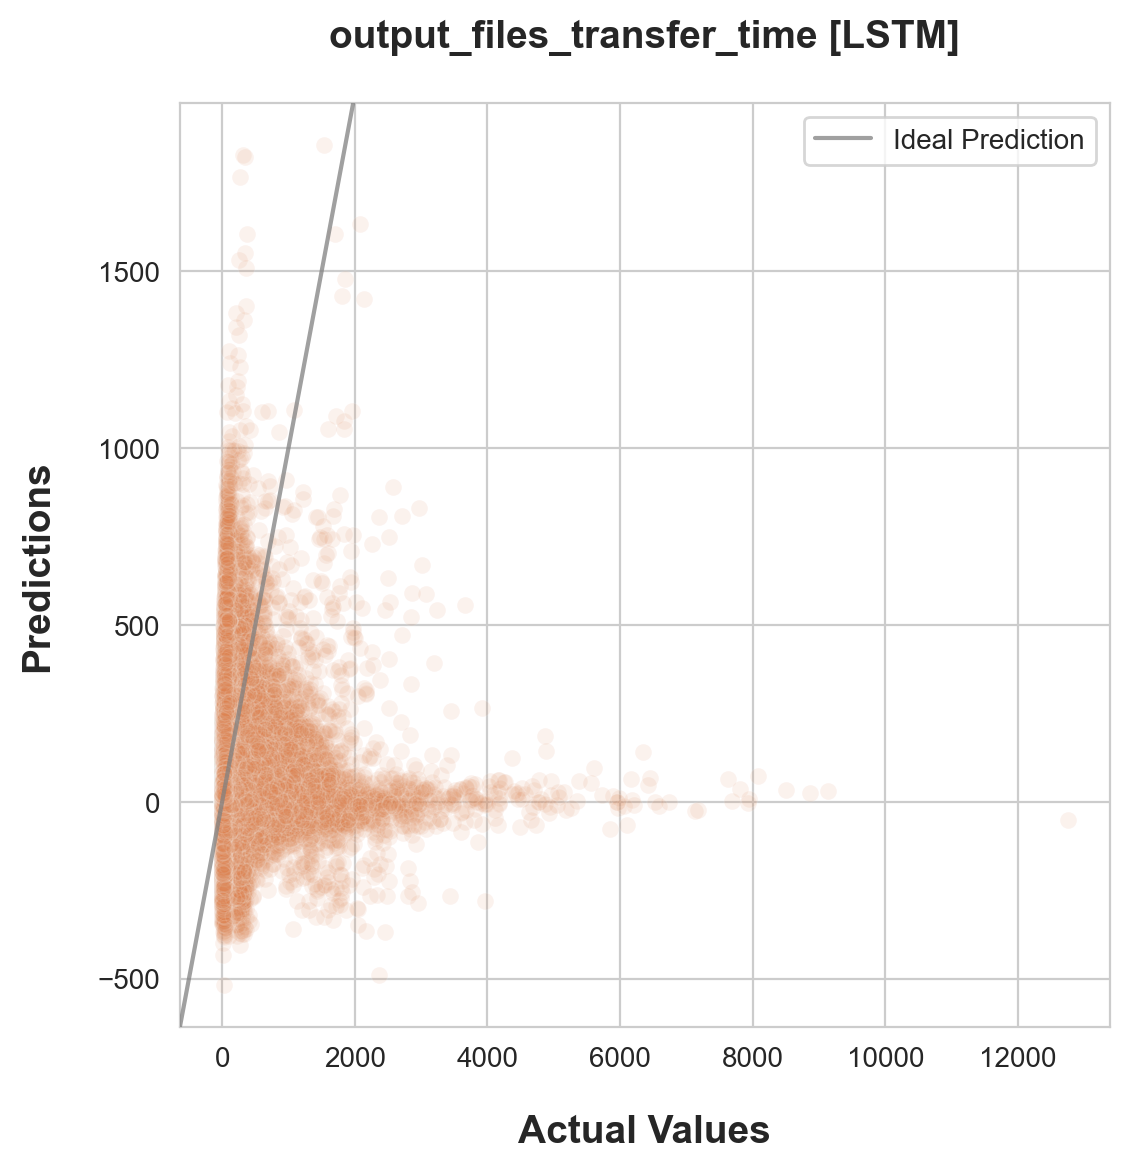 output_files_transfer_time [LSTM]
Ideal Prediction
1500
1000
500
0
−500
Predictions
0 2000 4000 6000 8000 10000 12000
Actual Values